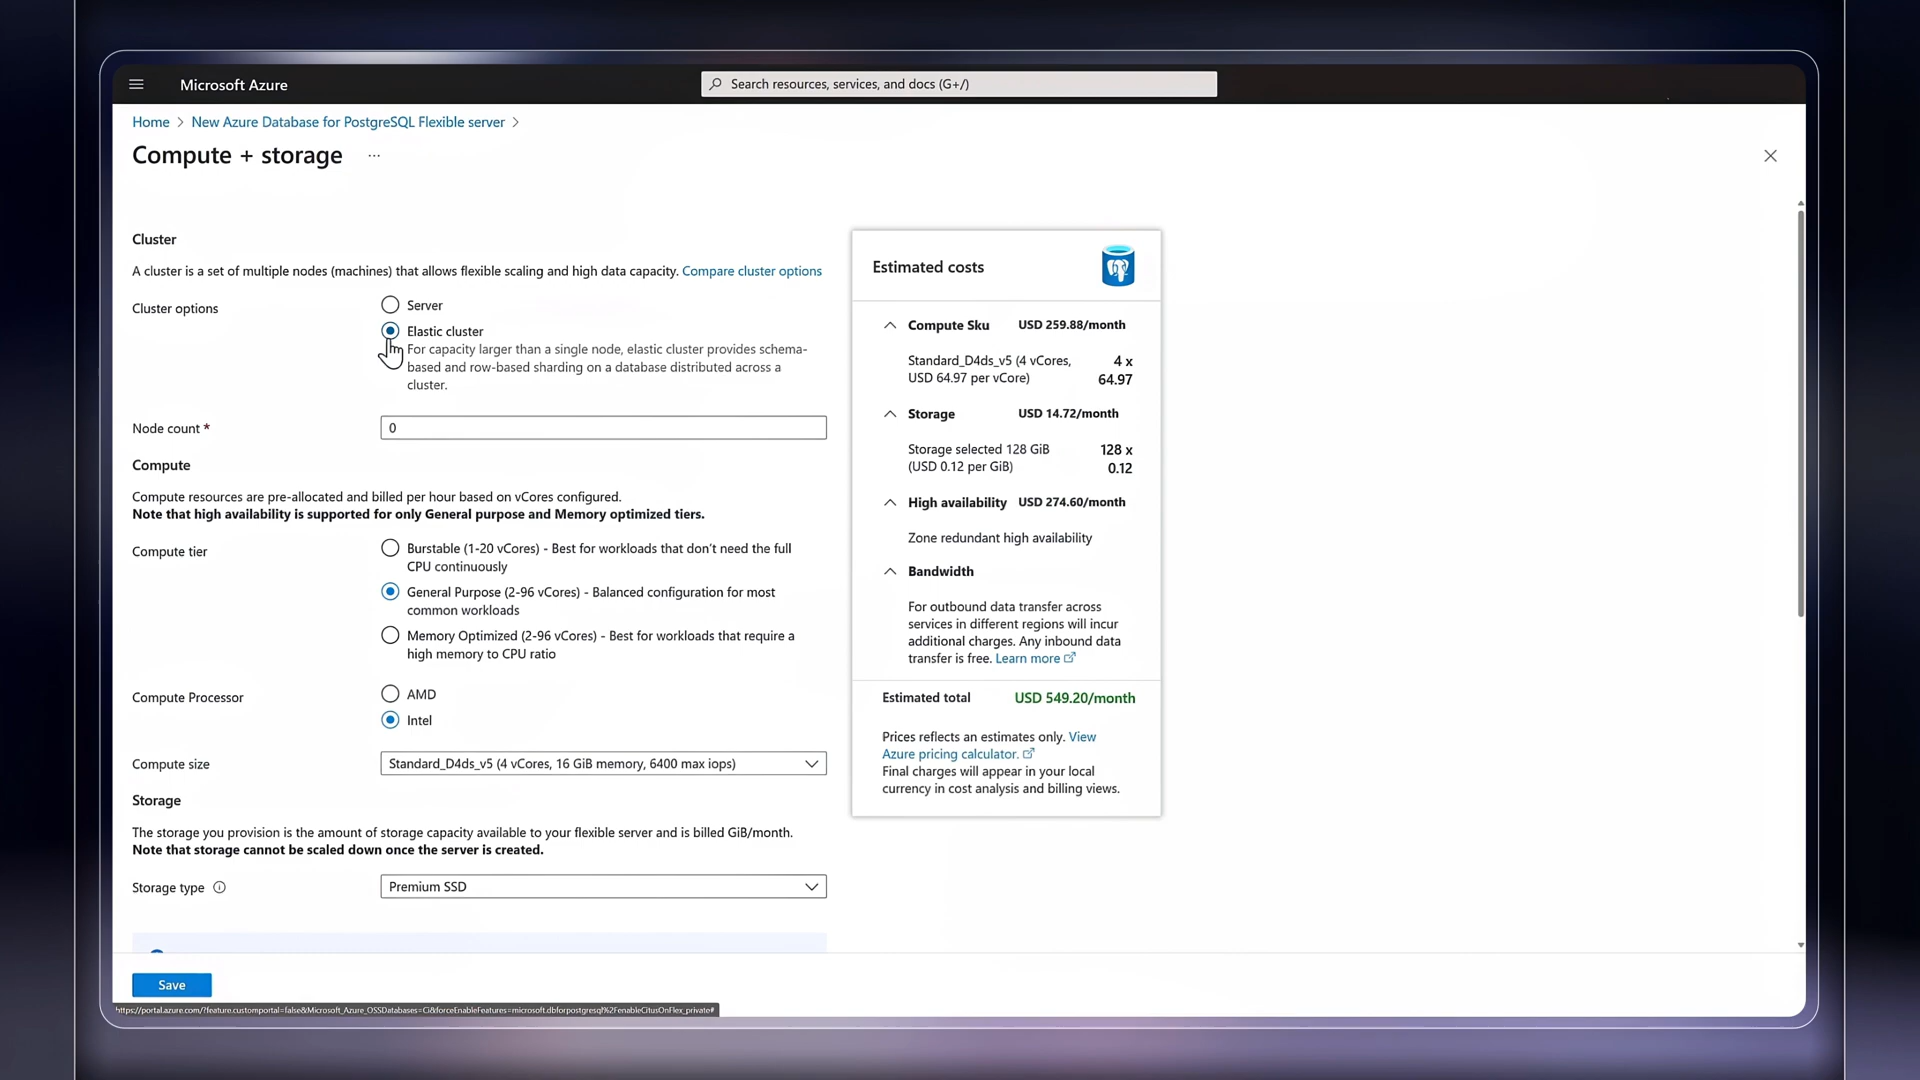 Microsoft Azure
Search resources, services, and docs (G+/)
Home > New Azure Database for PostgreSQL Flexible server >
Compute + storage ...
Cluster
A cluster is a set of multiple nodes (machines) that allows flexible scaling and high data capacity. Compare cluster options
Cluster options
Server
Elastic cluster
For capacity larger than a single node, elastic cluster provides schema-
based and row-based sharding on a database distributed across a
cluster.
Node count *
0
Compute
Compute resources are pre-allocated and billed per hour based on vCores configured.
Note that high availability is supported for only General purpose and Memory optimized tiers.
Compute tier
Burstable (1-20 vCores) - Best for workloads that don't need the full
CPU continuously
General Purpose (2-96 vCores) - Balanced configuration for most
common workloads
Memory Optimized (2-96 vCores) - Best for workloads that require a
high memory to CPU ratio
Compute Processor
AMD
Intel
Compute size
Standard_D4ds_v5 (4 vCores, 16 GiB memory, 6400 max iops)
Storage
The storage you provision is the amount of storage capacity available to your flexible server and is billed GiB/month.
Note that storage cannot be scaled down once the server is created.
Storage type
Premium SSD
Save
https://portal.azure.com/?feature.customportal=false&Microsoft_Azure_OSSDatabases=Ci&forceEnableFeatures=microsoft.dbforpostgresql%2FenableCitusOnFlex_private#
Estimated costs
Compute Sku USD 259.88/month
Standard_D4ds_v5 (4 vCores, 4 x
USD 64.97 per vCore) 64.97
Storage USD 14.72/month
Storage selected 128 GiB 128 x
(USD 0.12 per GiB) 0.12
High availability USD 274.60/month
Zone redundant high availability
Bandwidth
For outbound data transfer across
services in different regions will incur
additional charges. Any inbound data
transfer is free. Learn more
Estimated total USD 549.20/month
Prices reflects an estimates only. View
Azure pricing calculator.
Final charges will appear in your local
currency in cost analysis and billing views.